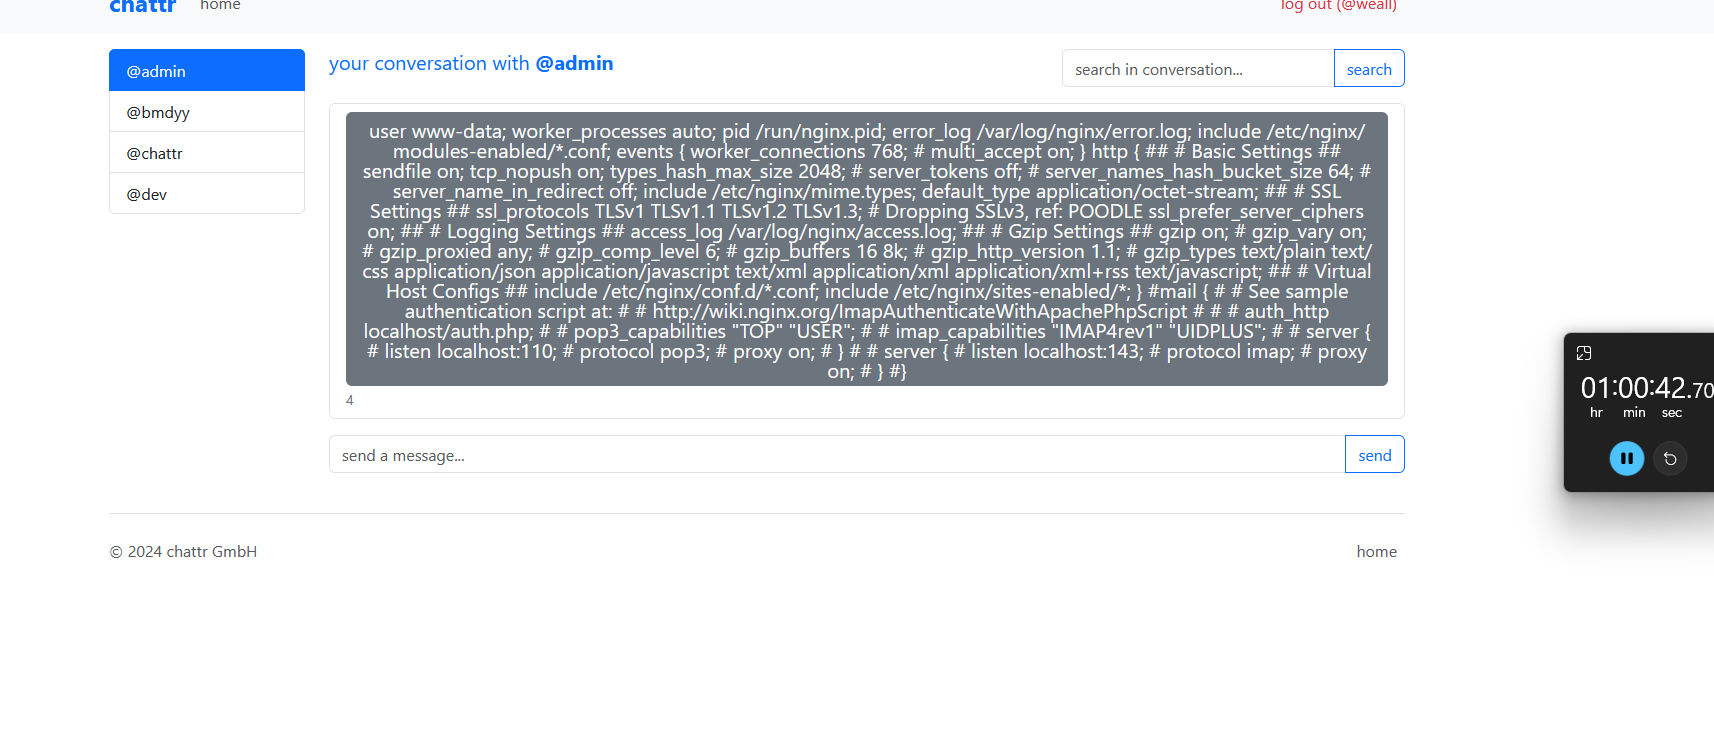 chattr home log out (@weall)
@admin
@bmdyy
@chattr
@dev
your conversation with @admin
search in conversation... search
user www-data; worker_processes auto; pid /run/nginx.pid; error_log /var/log/nginx/error.log; include /etc/nginx/
modules-enabled/*.conf; events { worker_connections 768; # multi_accept on; } http { ## # Basic Settings ##
sendfile on; tcp_nopush on; types_hash_max_size 2048; # server_tokens off; # server_names_hash_bucket_size 64; #
server_name_in_redirect off; include /etc/nginx/mime.types; default_type application/octet-stream; ## # SSL
Settings ## ssl_protocols TLSv1 TLSv1.1 TLSv1.2 TLSv1.3; # Dropping SSLv3, ref: POODLE ssl_prefer_server_ciphers
on; ## # Logging Settings ## access_log /var/log/nginx/access.log; ## # Gzip Settings ## gzip on; # gzip_vary on;
# gzip_proxied any; # gzip_comp_level 6; # gzip_buffers 16 8k; # gzip_http_version 1.1; # gzip_types text/plain text/
css application/json application/javascript text/xml application/xml application/xml+rss text/javascript; ## # Virtual
Host Configs ## include /etc/nginx/conf.d/*.conf; include /etc/nginx/sites-enabled/*; } #mail { # # See sample
authentication script at: # # http://wiki.nginx.org/ImapAuthenticateWithApachePhpScript # # # auth_http
localhost/auth.php; # # pop3_capabilities "TOP" "USER"; # # imap_capabilities "IMAP4rev1" "UIDPLUS"; # # server {
# listen localhost:110; # protocol pop3; # proxy on; # } # # server { # listen localhost:143; # protocol imap; # proxy
on; # } #}
4
send a message... send
© 2024 chattr GmbH home
01:00:42.70
hr min sec